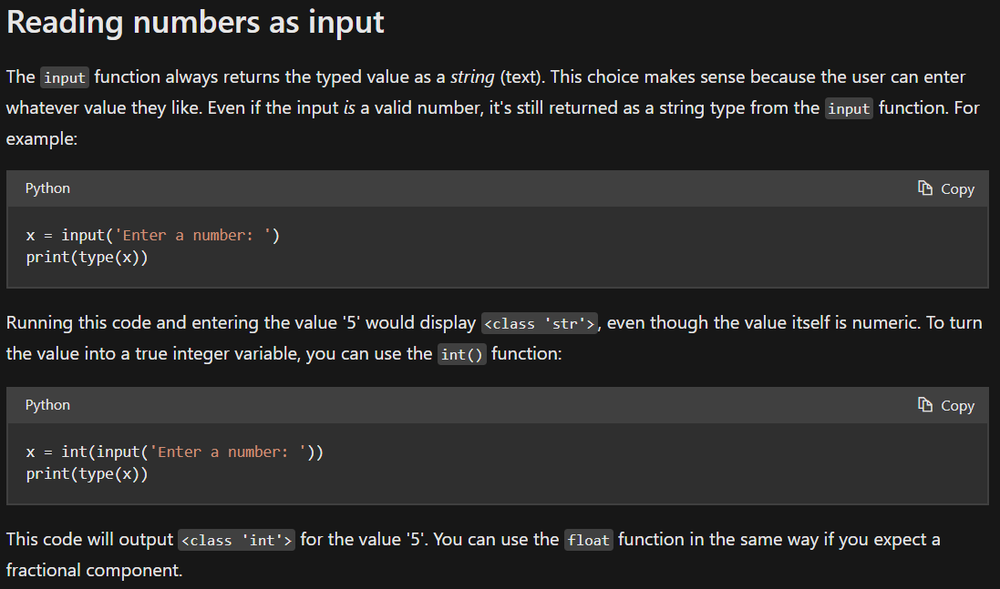 Reading numbers as input
The input function always returns the typed value as a string (text). This choice makes sense because the user can enter
whatever value they like. Even if the input is a valid number, it's still returned as a string type from the input function. For
example:
Python Copy
x = input('Enter a number: ')
print(type(x))
Running this code and entering the value '5' would display <class 'str'>, even though the value itself is numeric. To turn
the value into a true integer variable, you can use the int() function:
Python Copy
x = int(input('Enter a number: '))
print(type(x))
This code will output <class 'int'> for the value '5'. You can use the float function in the same way if you expect a
fractional component.